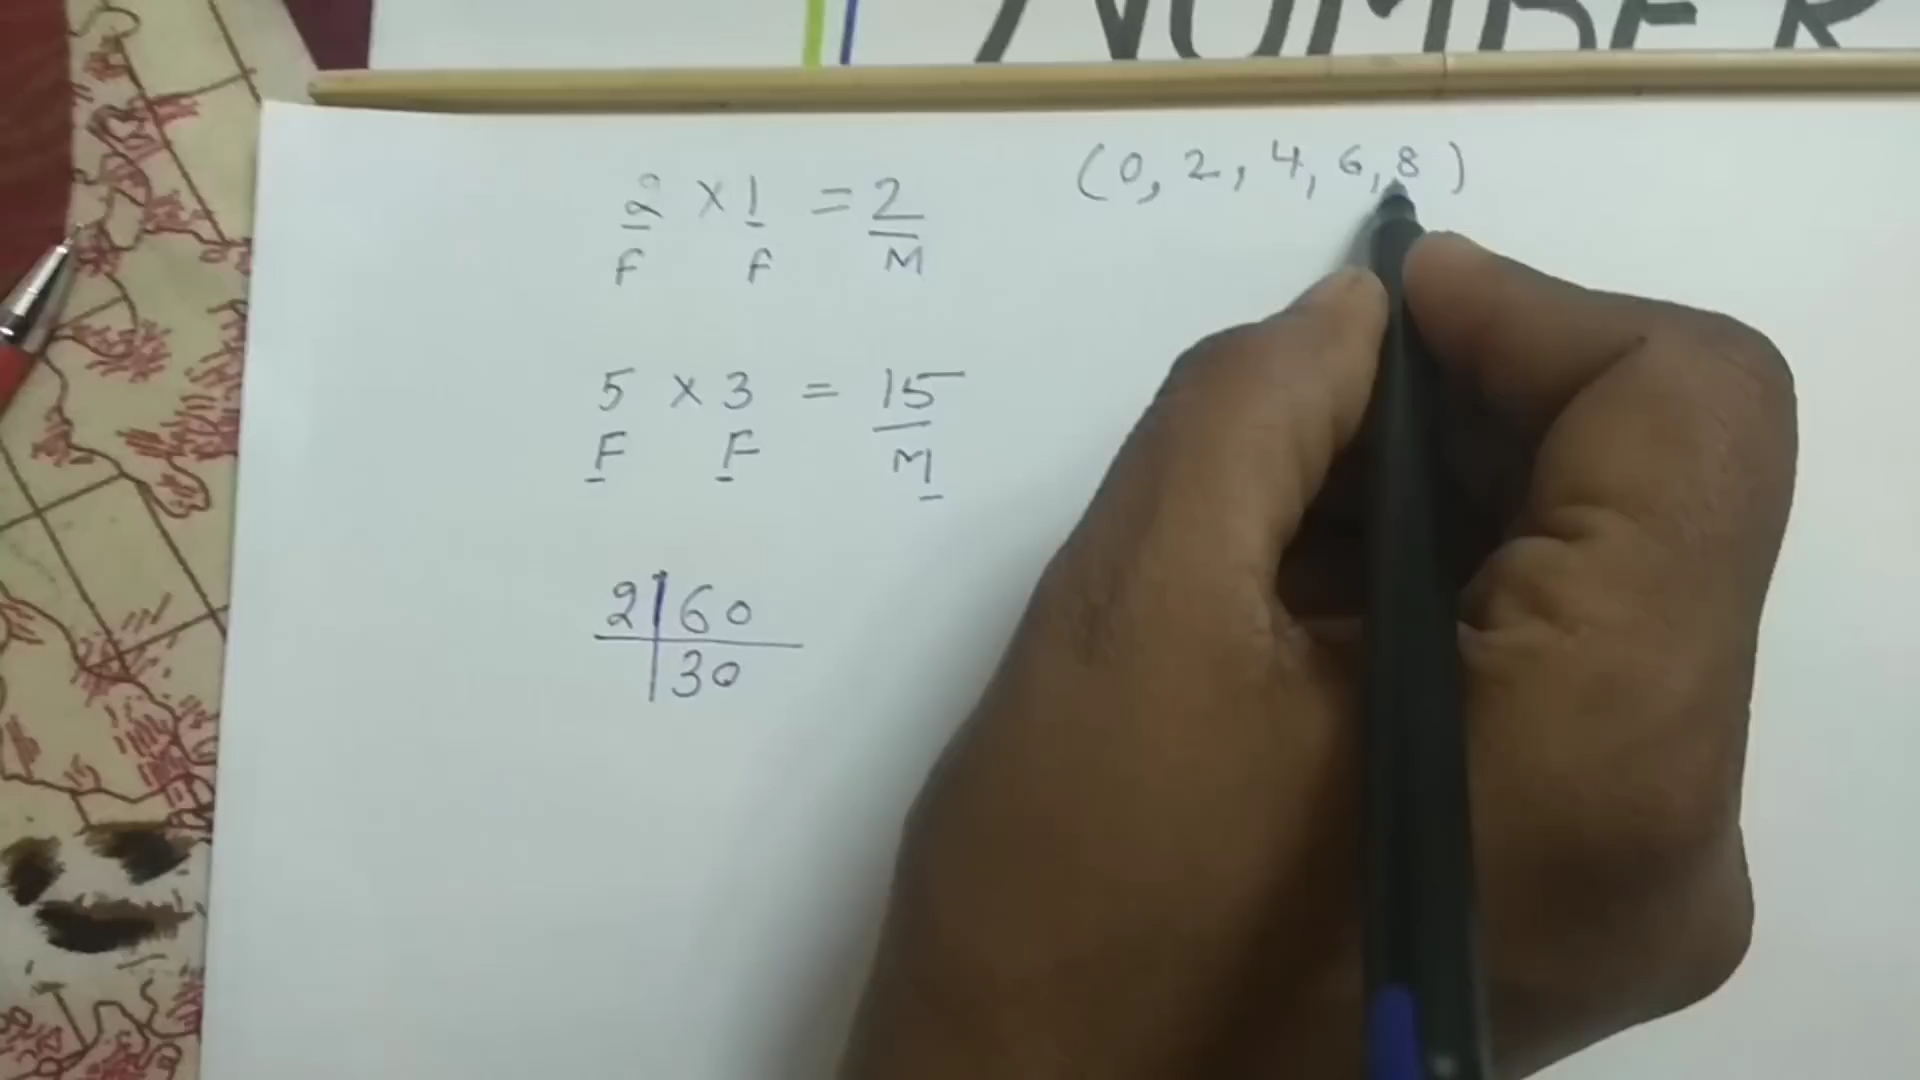 NUMBER
(0, 2, 4, 6, 8)
2 × 1 = 2
F F M
5 × 3 = 15
F F M
2 | 60
30